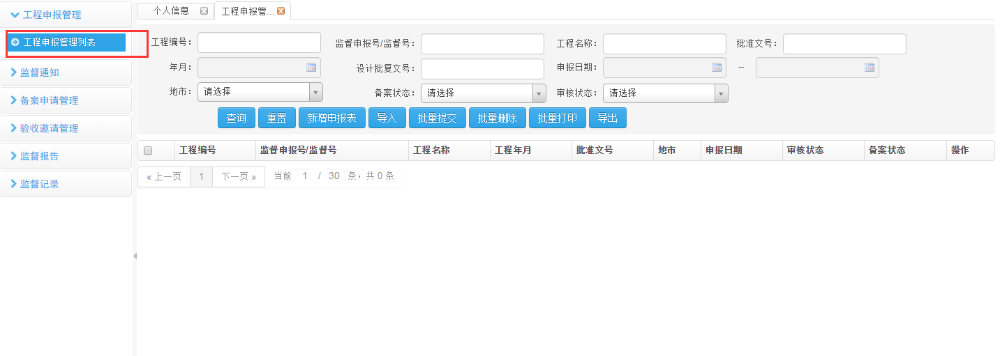 工程申报管理
工程申报管理列表
监督通知
备案申请管理
验收邀请管理
监督报告
监督记录
个人信息 工程申报管...
工程编号： 监督申报号/监督号： 工程名称： 批准文号：
年月： 设计批复文号： 申报日期： --
地市： 请选择 备案状态： 请选择 审核状态： 请选择
查询 重置 新增申报表 导入 批量提交 批量删除 批量打印 导出
工程编号 监督申报号/监督号 工程名称 工程年月 批准文号 地市 申报日期 审核状态 备案状态 操作
« 上一页 1 下一页 » 当前 1 / 30 条，共 0 条